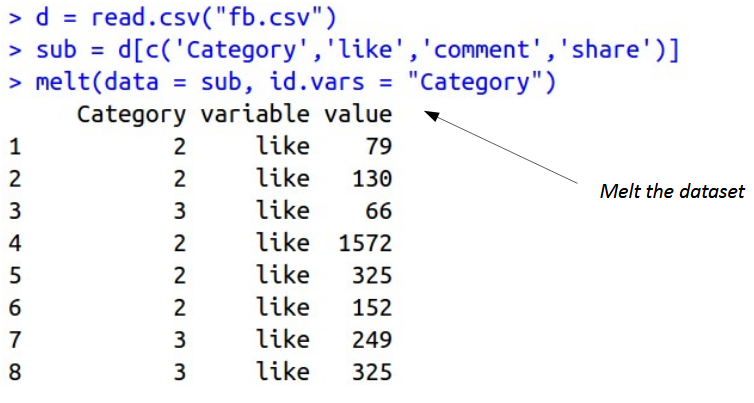 > d = read.csv("fb.csv")
> sub = d[c('Category','like','comment','share')]
> melt(data = sub, id.vars = "Category")
Category variable value
1 2 like 79
2 2 like 130
3 3 like 66
4 2 like 1572
5 2 like 325
6 2 like 152
7 3 like 249
8 3 like 325
Melt the dataset